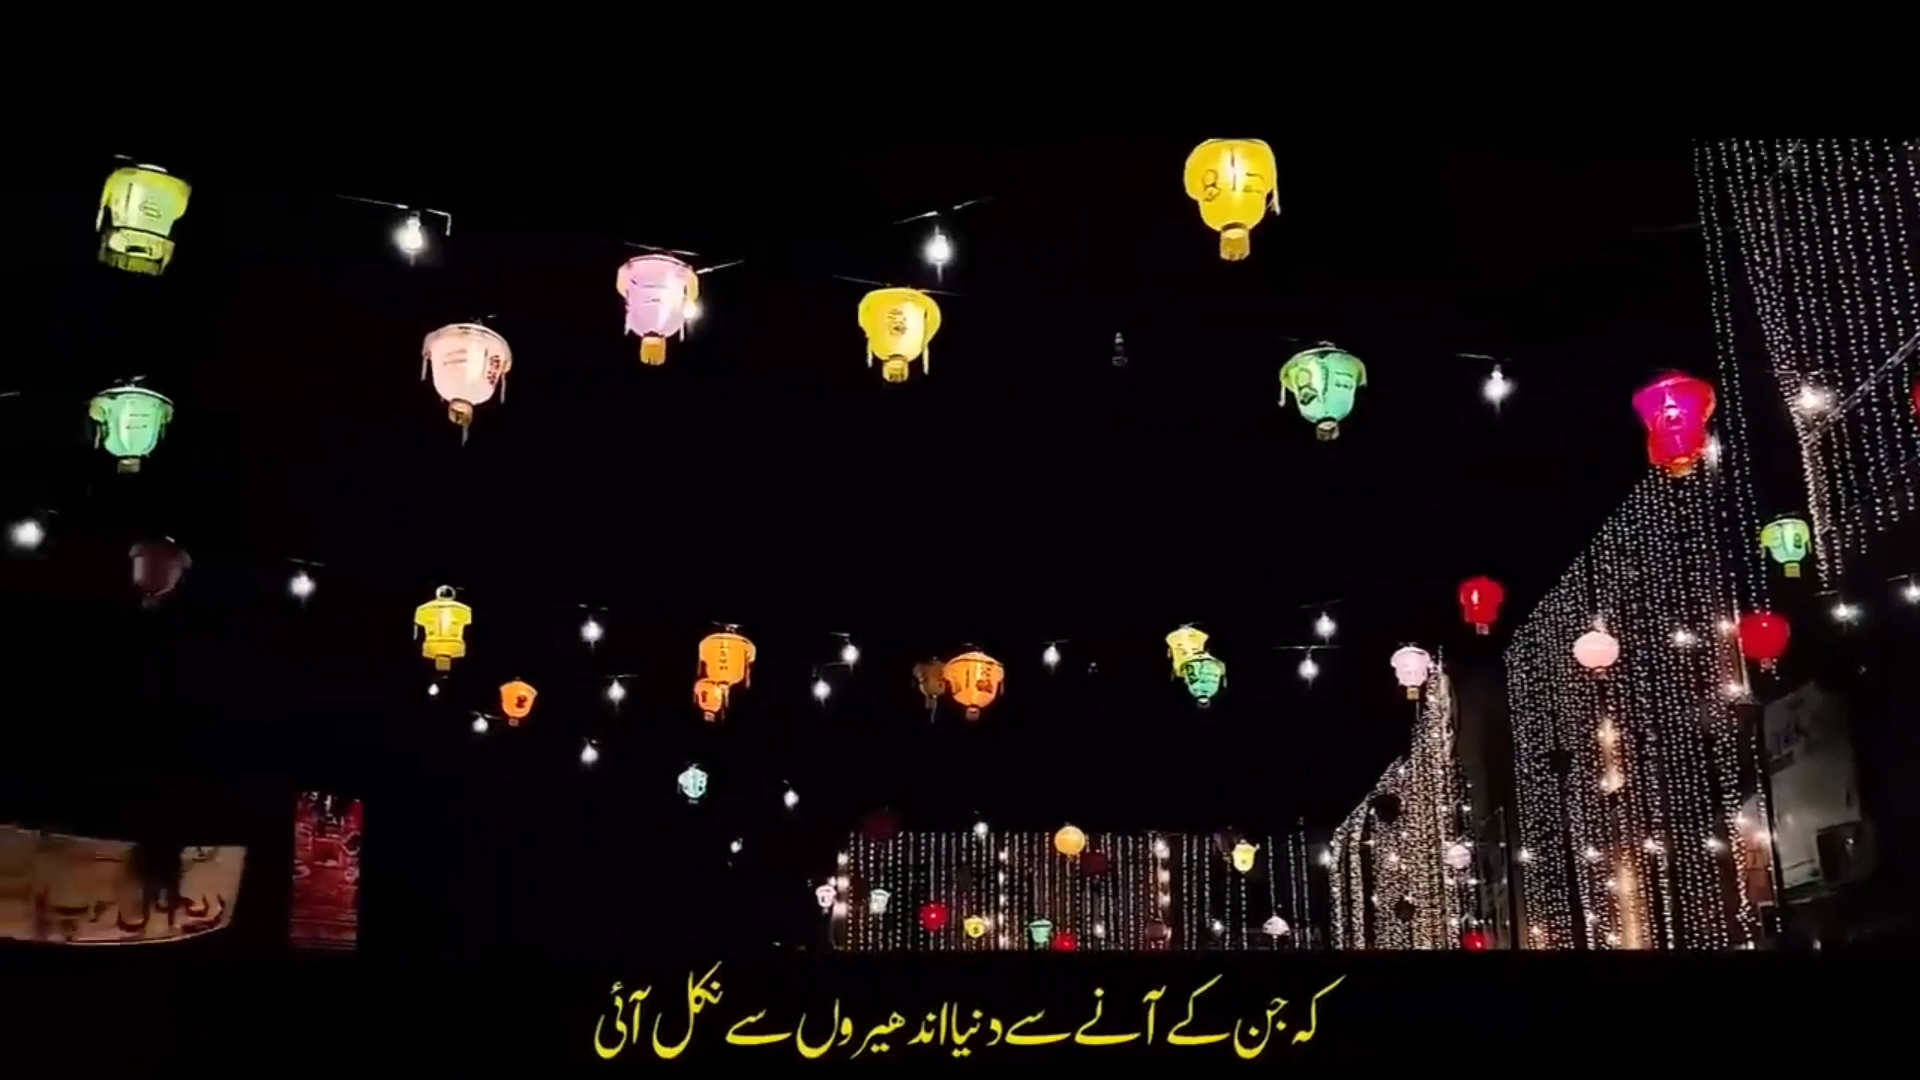 کہ جن کے آنے سے دنیا اندھیروں سے نکل آئی